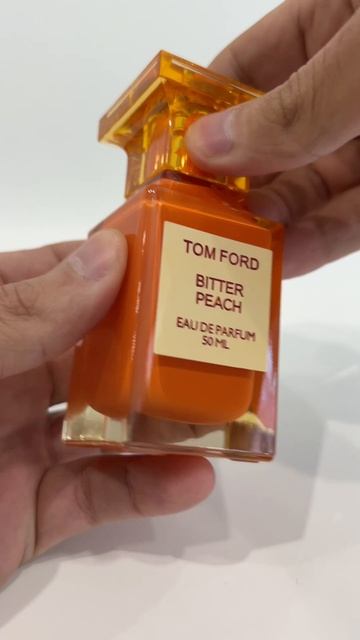 TOM FORD
BITTER
PEACH
EAU DE PARFUM
50 ML